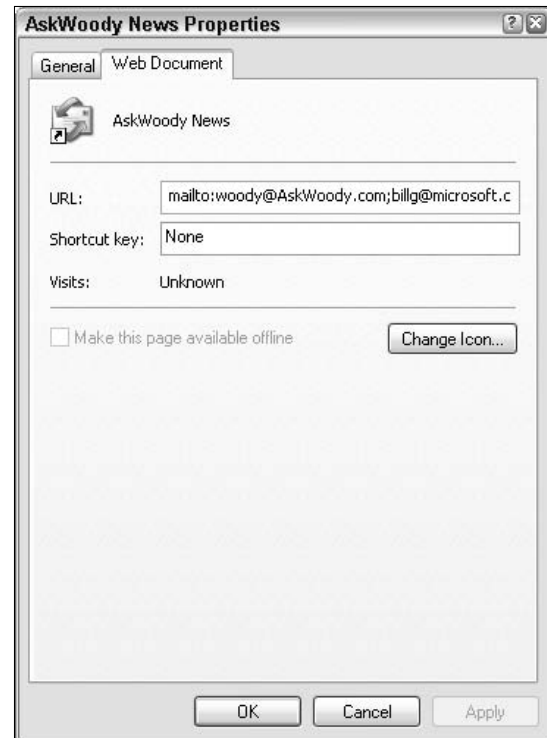 AskWoody News Properties
General
Web Document
AskWoody News
URL:
mailto:woody@AskWoody.com;billg@microsoft.c
Shortcut key:
None
Visits:
Unknown
Make this page available offline
Change Icon...
OK
Cancel
Apply